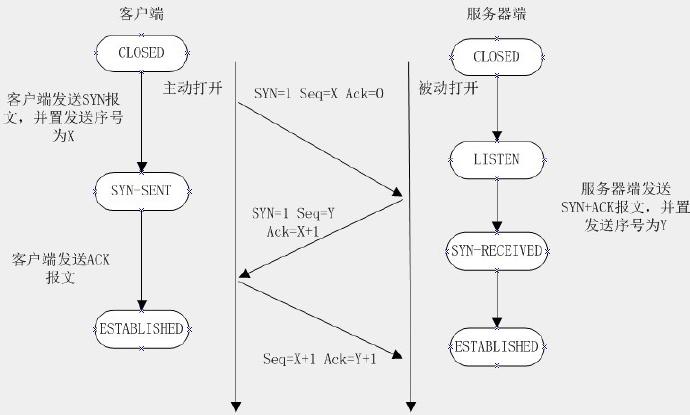 客户端
服务器端
CLOSED
CLOSED
主动打开
被动打开
SYN=1 Seq=X Ack=0
客户端发送SYN报
文，并置发送序号
为X
LISTEN
SYN-SENT
服务器端发送
SYN+ACK报文，并置
发送序号为Y
SYN=1 Seq=Y
Ack=X+1
SYN-RECEIVED
客户端发送ACK
报文
ESTABLISHED
ESTABLISHED
Seq=X+1 Ack=Y+1